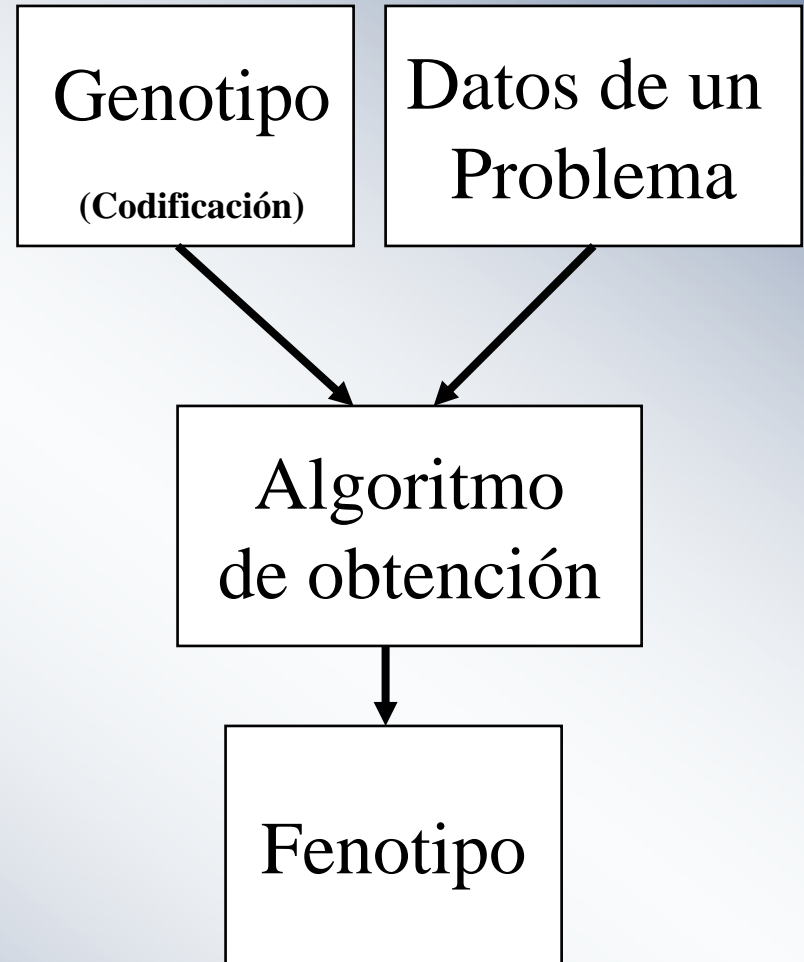 Genotipo
(Codificación)
Datos de un
Problema
Algoritmo
de obtención
Fenotipo